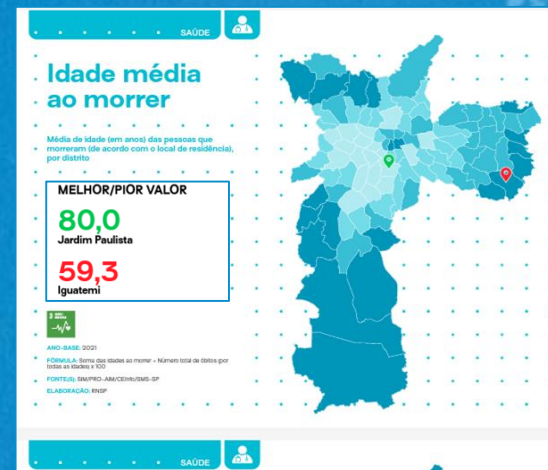 SAÚDE
Idade média
ao morrer
Média de idade (em anos) das pessoas que
morreram (de acordo com o local de residência),
por distrito
MELHOR/PIOR VALOR
80,0
Jardim Paulista
59,3
Iguatemi
ANO-BASE: 2021
FÓRMULA: Soma das idades ao morrer ÷ Número total de óbitos (por
todas as idades) x 100
FONTE(S): SIM/PRO-AIM/CEInfo/SMS-SP
ELABORAÇÃO: RNSP
SAÚDE